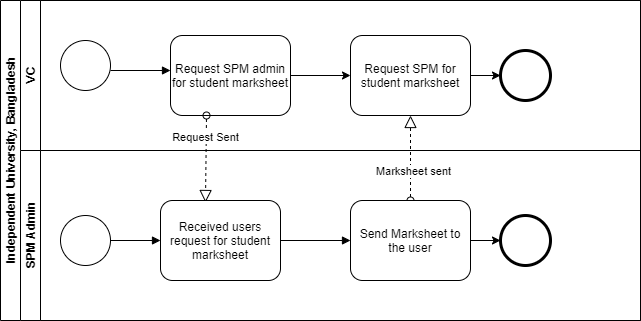 Independent University, Bangladesh
VC
Request SPM admin
for student marksheet
Request SPM for
student marksheet
Request Sent
Marksheet sent
SPM Admin
Received users
request for student
marksheet
Send Marksheet to
the user